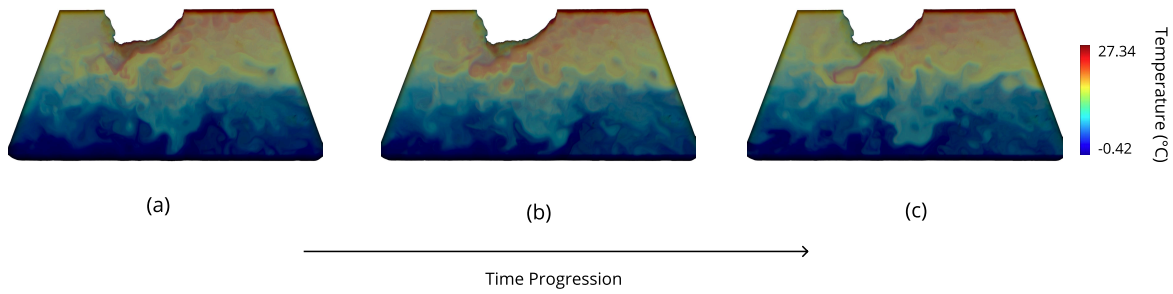 27.34
-0.42
Temperature (°C)
(a)
(b)
(c)
Time Progression